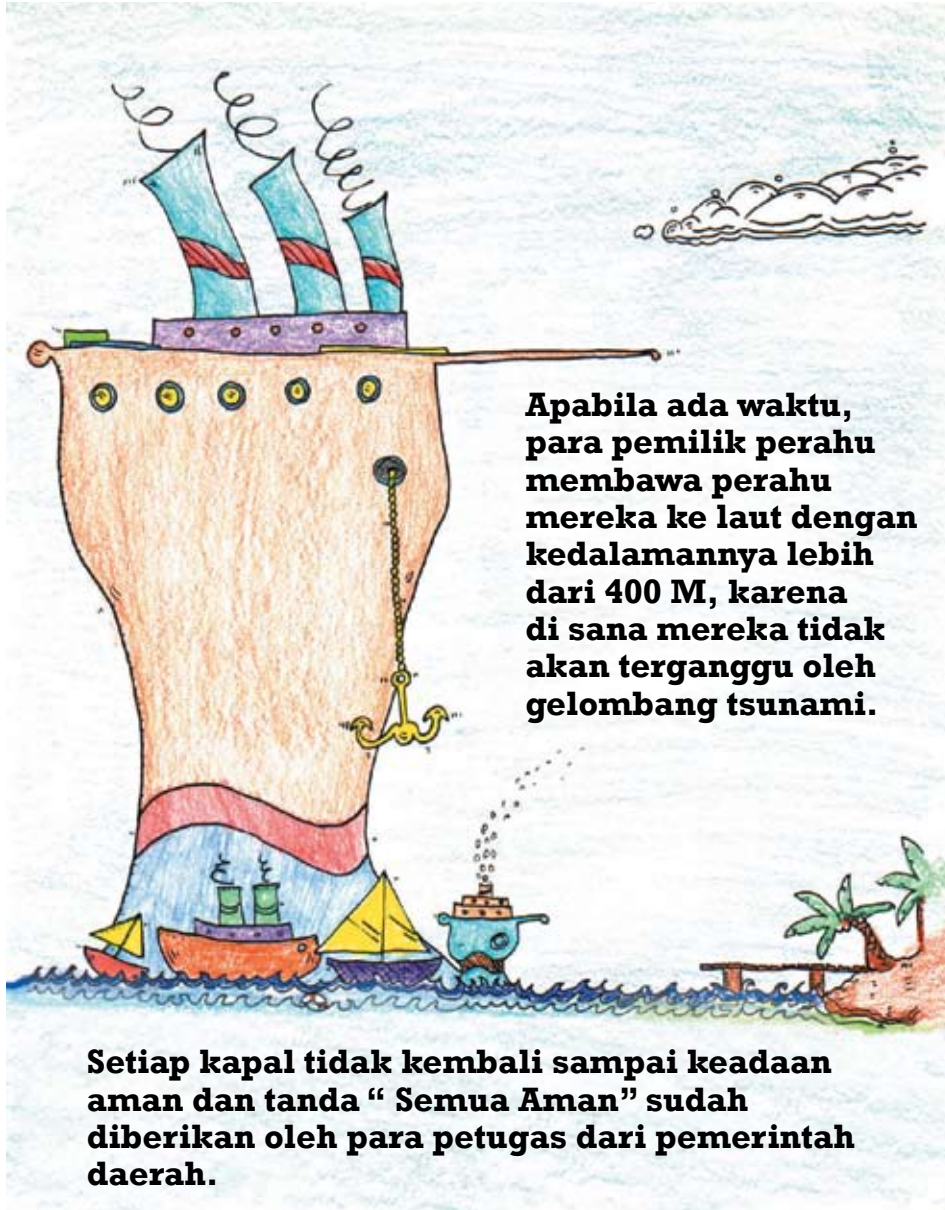 Apabila ada waktu,
para pemilik perahu
membawa perahu
mereka ke laut dengan
kedalamannya lebih
dari 400 M, karena
di sana mereka tidak
akan terganggu oleh
gelombang tsunami.
Setiap kapal tidak kembali sampai keadaan
aman dan tanda “ Semua Aman” sudah
diberikan oleh para petugas dari pemerintah
daerah.